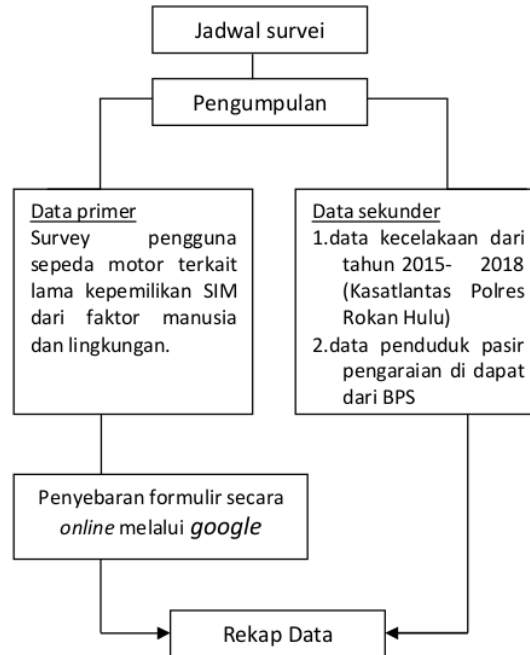 Jadwal survei
Pengumpulan
Data primer
Survey pengguna
sepeda motor terkait
lama kepemilikan SIM
dari faktor manusia
dan lingkungan.
Data sekunder
1.data kecelakaan dari
tahun 2015- 2018
(Kasatlantas Polres
Rokan Hulu)
2.data penduduk pasir
pengaraian di dapat
dari BPS
Penyebaran formulir secara
online melalui google
Rekap Data